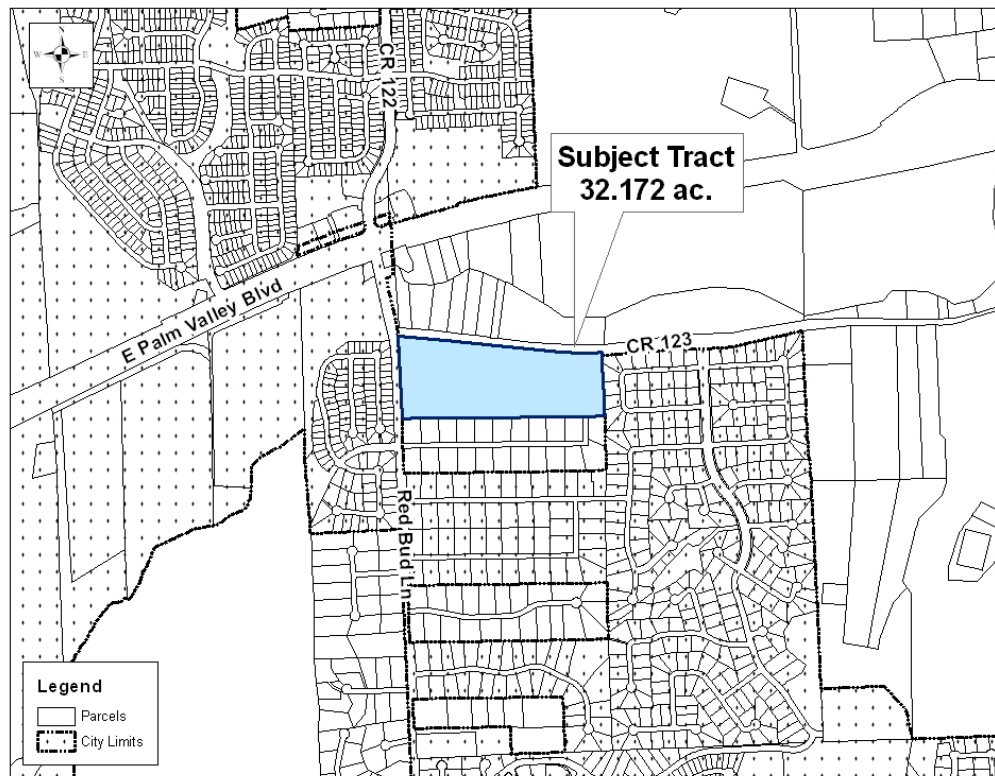 N
W E
S
CR 122
Subject Tract
32.172 ac.
E Palm Valley Blvd
CR 123
Red Bud Ln
Legend
Parcels
City Limits